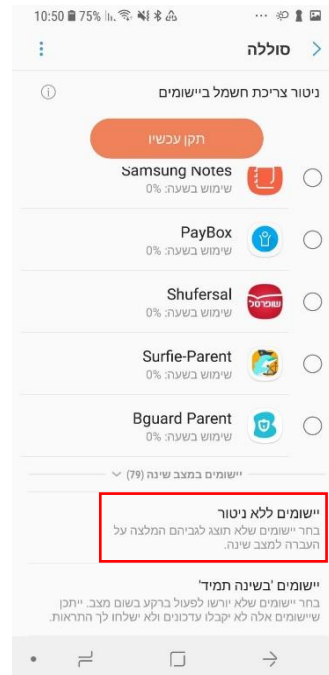 10:50 75%
סוללה
ניטור צריכת חשמל ביישומים
תקן עכשיו
Samsung Notes
שימוש בשעה: 0%
PayBox
שימוש בשעה: 0%
Shufersal
שופרסל
שימוש בשעה: 0%
Surfie-Parent
שימוש בשעה: 0%
Bguard Parent
שימוש בשעה: 0%
יישומים במצב שינה (79)
יישומים ללא ניטור
בחר יישומים שלא תוצג לגביהם המלצה על
העברה למצב שינה.
יישומים 'בשינה תמיד'
בחר יישומים שלא יורשו לפעול ברקע בשום מצב. ייתכן
שיישומים אלה לא יקבלו עדכונים ולא ישלחו לך התראות.